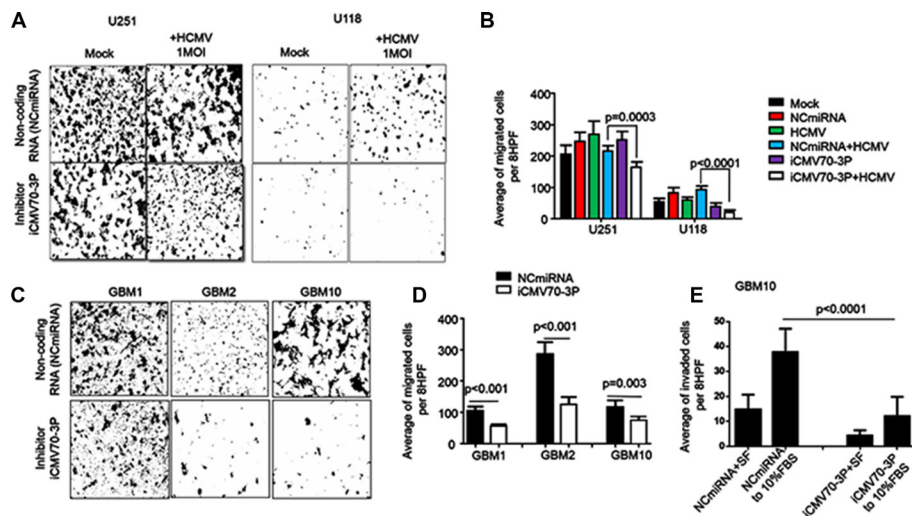 A
U251
U118
Mock
+HCMV
1MOI
Mock
+HCMV
1MOI
Non-coding
RNA (NCmiRNA)
Inhibitor
iCMV70-3P
B
Average of migrated cells
per 8HPF
400
300
200
100
0
U251
U118
p=0.0003
p<0.0001
Mock
NCmiRNA
HCMV
NCmiRNA+HCMV
iCMV70-3P
iCMV70-3P+HCMV
C
GBM1
GBM2
GBM10
Non-coding
RNA (NCmiRNA)
Inhibitor
iCMV70-3P
D
NCmiRNA
iCMV70-3P
Average of migrated cells
per 8HPF
400
300
200
100
0
p<0.001
p<0.001
p=0.003
GBM1
GBM2
GBM10
E
GBM10
Average of invaded cells
per 8HPF
50
40
30
20
10
0
p<0.0001
NCmiRNA+SF
NCmiRNA
to 10%FBS
iCMV70-3P+SF
iCMV70-3P
to 10%FBS